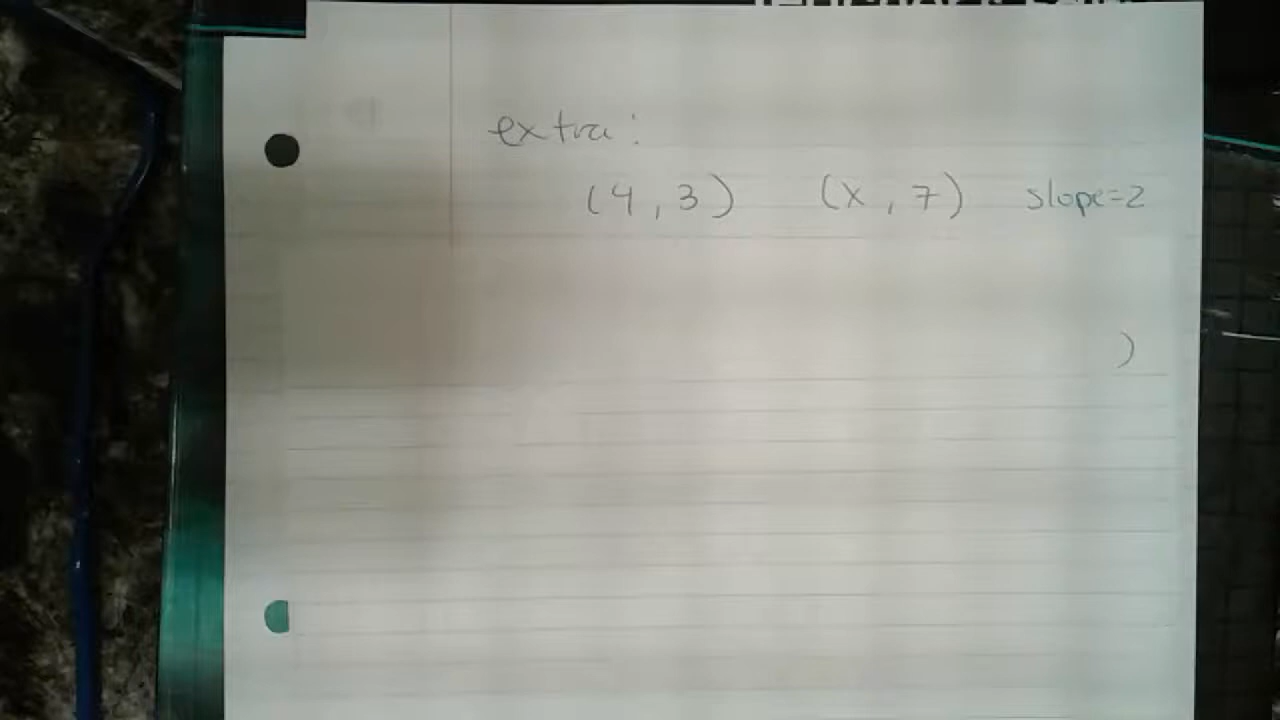 extra:
(4,3) (x,7) slope=2
)